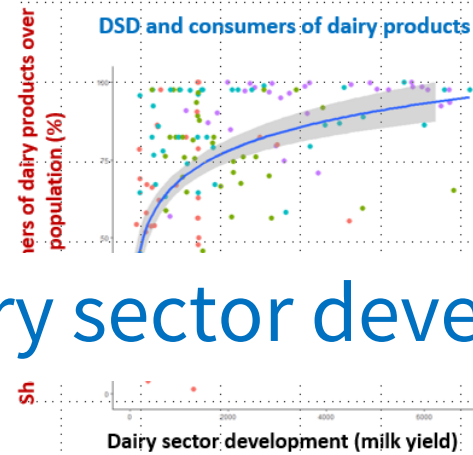 DSD and consumers of dairy products
ners of dairy products over
population (%)
100
75
50
ry sector deve
Sh
0
0 2000 4000 6000
Dairy sector development (milk yield)